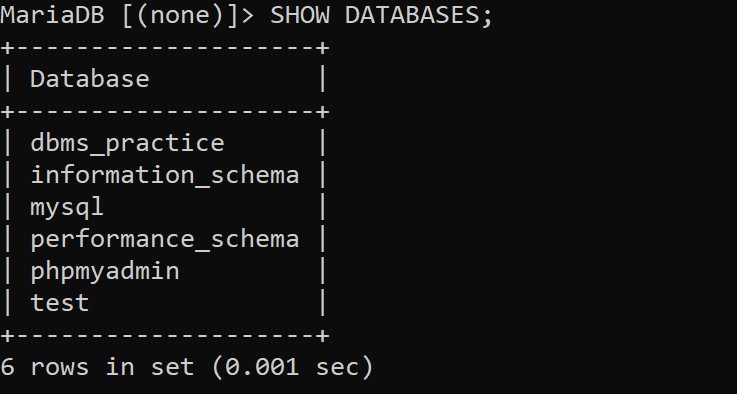 MariaDB [(none)]> SHOW DATABASES;
+--------------------+
| Database           |
+--------------------+
| dbms_practice      |
| information_schema |
| mysql              |
| performance_schema |
| phpmyadmin         |
| test               |
+--------------------+
6 rows in set (0.001 sec)